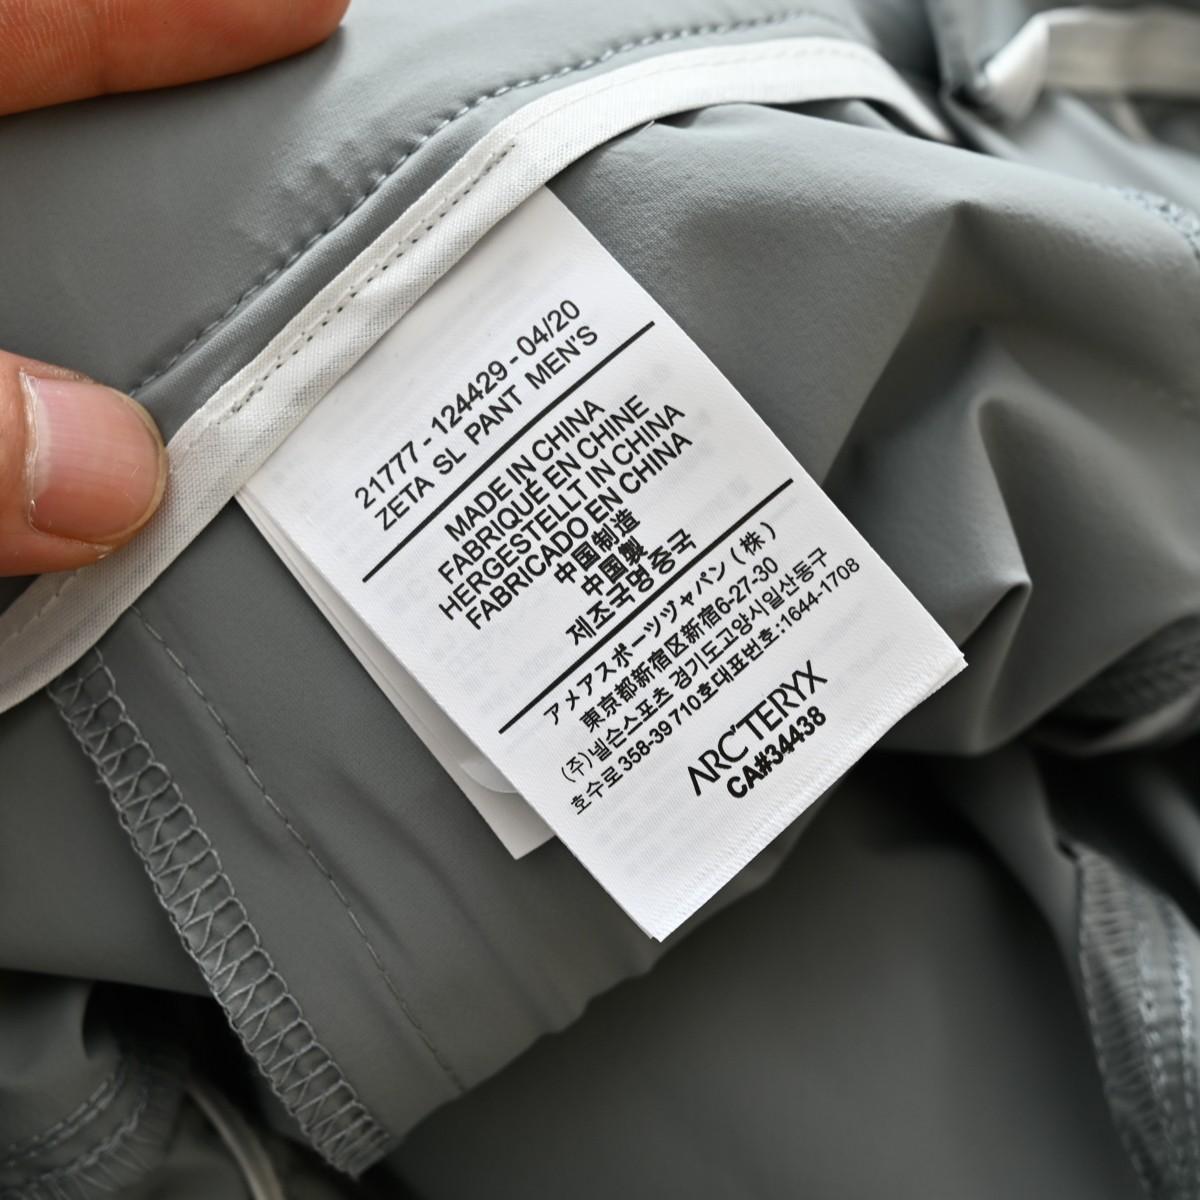 21777 - 124429 - 04/20
ZETA SL PANT MEN'S
MADE IN CHINA
FABRIQUÉ EN CHINE
HERGESTELLT IN CHINA
FABRICADO EN CHINA
中国制造
中國製
제조국명 중국
アメアスポーツジャパン (株)
東京都新宿区新宿6-27-30
(주)넬슨스포츠 경기도고양시일산동구
호수로 358-39 710호대표번호:1644-1708
ARC'TERYX
CA#34438